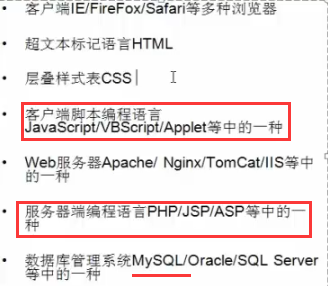 • 客户端IE/FireFox/Safari等多种浏览器
• 超文本标记语言HTML
• 层叠样式表CSS
• 客户端脚本编程语言
JavaScript/VBScript/Applet等中的一种
• Web服务器Apache/ Nginx/TomCat/IIS等中
的一种
• 服务器端编程语言PHP/JSP/ASP等中的一
种
• 数据库管理系统MySQL/Oracle/SQL Server
等中的一种